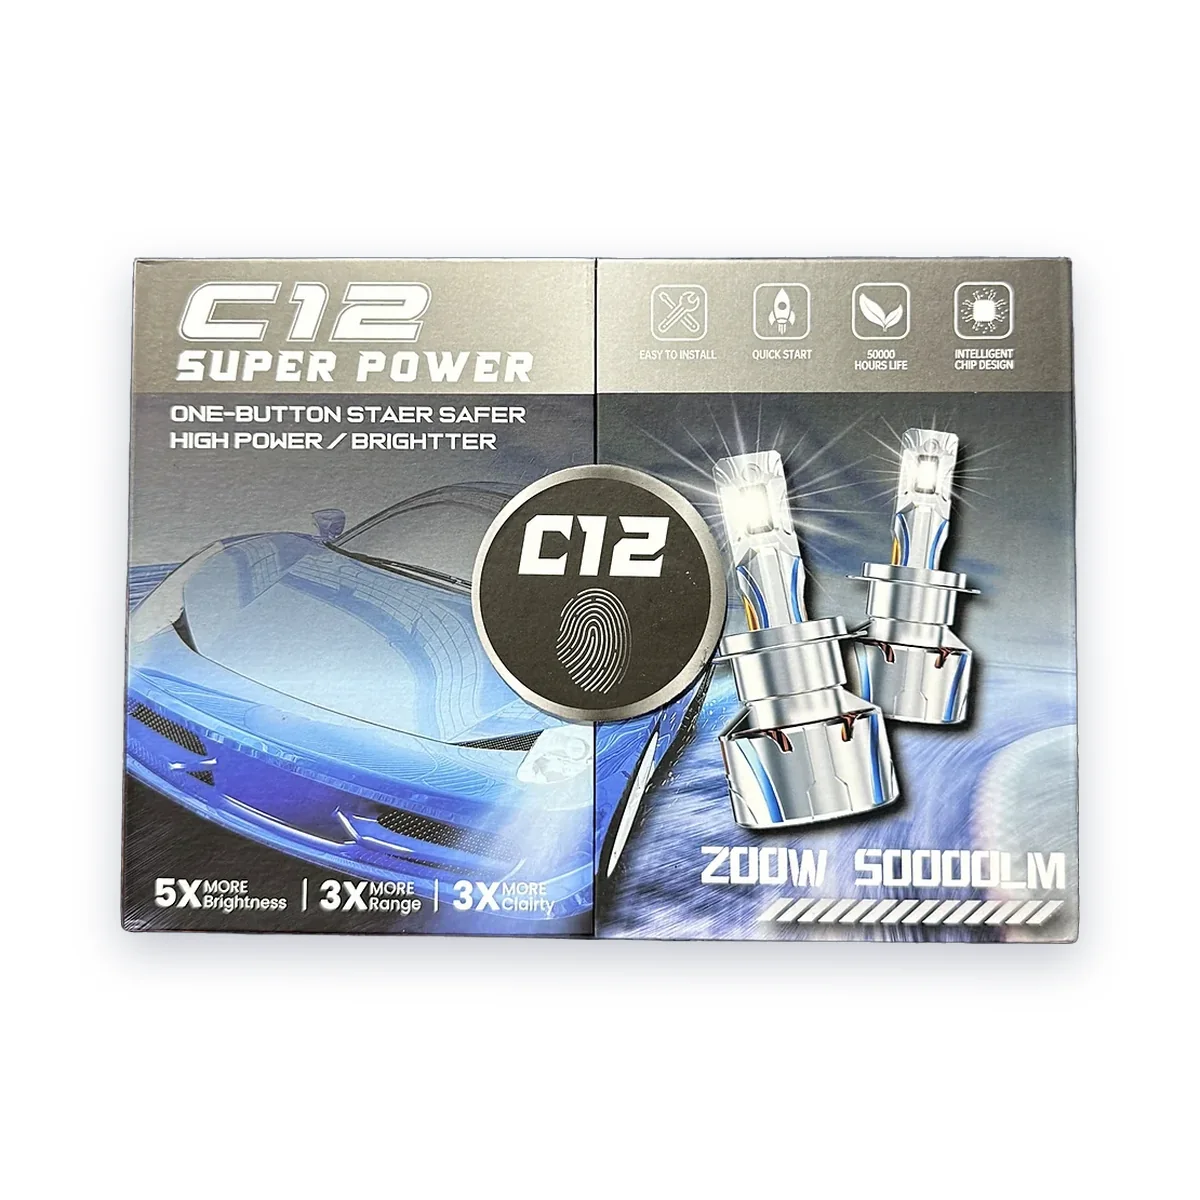 C12
SUPER POWER
ONE-BUTTON STAER SAFER
HIGH POWER / BRIGHTTER
EASY TO INSTALL
QUICK START
50000
HOURS LIFE
INTELLIGENT
CHIP DESIGN
C12
5X MORE
Brightness
3X MORE
Range
3X MORE
Clairty
200W 50000LM